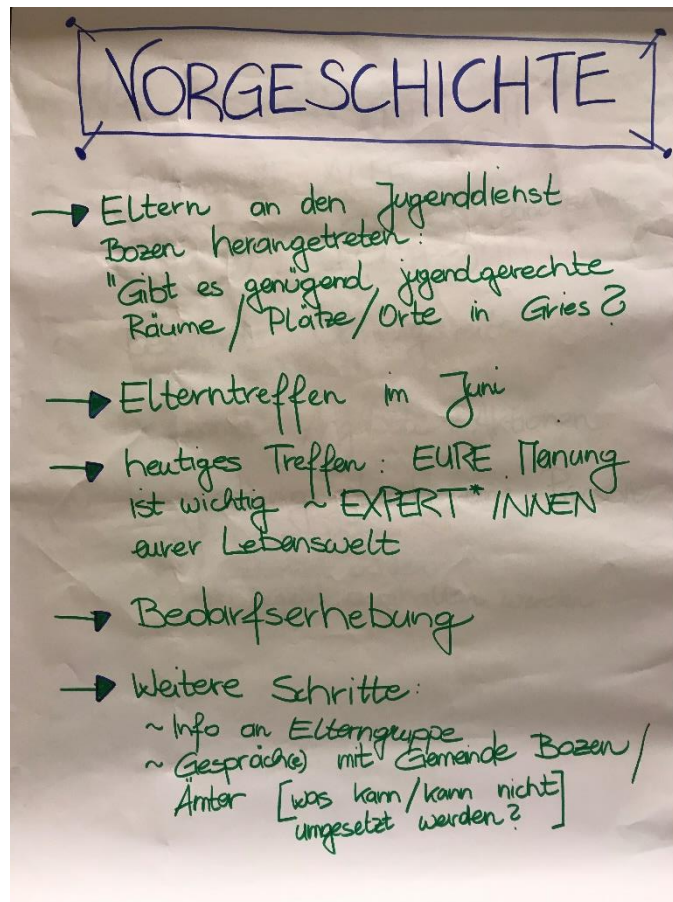 VORGESCHICHTE
→ Eltern an den Jugenddienst
Bozen herangetreten:
"Gibt es genügend, jugendgerechte
Räume/Plätze/Orte in Gries?
→ Elterntreffen im Juni
→ heutiges Treffen: EURE Meinung
ist wichtig ~ EXPERT*INNEN
eurer Lebenswelt
→ Bedarfserhebung
→ Weitere Schritte:
~ Info an Elterngruppe
~ Gespräch(e) mit Gemeinde Bozen/
Ämter [was kann/kann nicht
umgesetzt werden?]